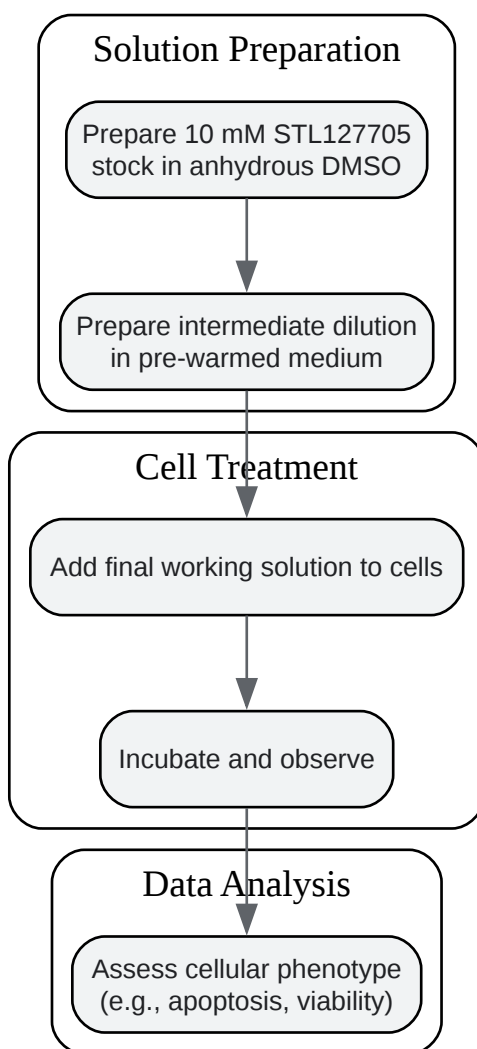 Solution Preparation
Prepare 10 mM STL127705
stock in anhydrous DMSO
Prepare intermediate dilution
in pre-warmed medium
Cell Treatment
Add final working solution to cells
Incubate and observe
Data Analysis
Assess cellular phenotype
(e.g., apoptosis, viability)